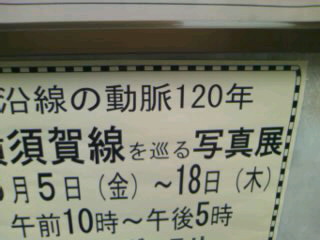 沿線の動脈120年
須賀線を巡る写真展
月5日（金）～18日（木）
午前10時～午後5時